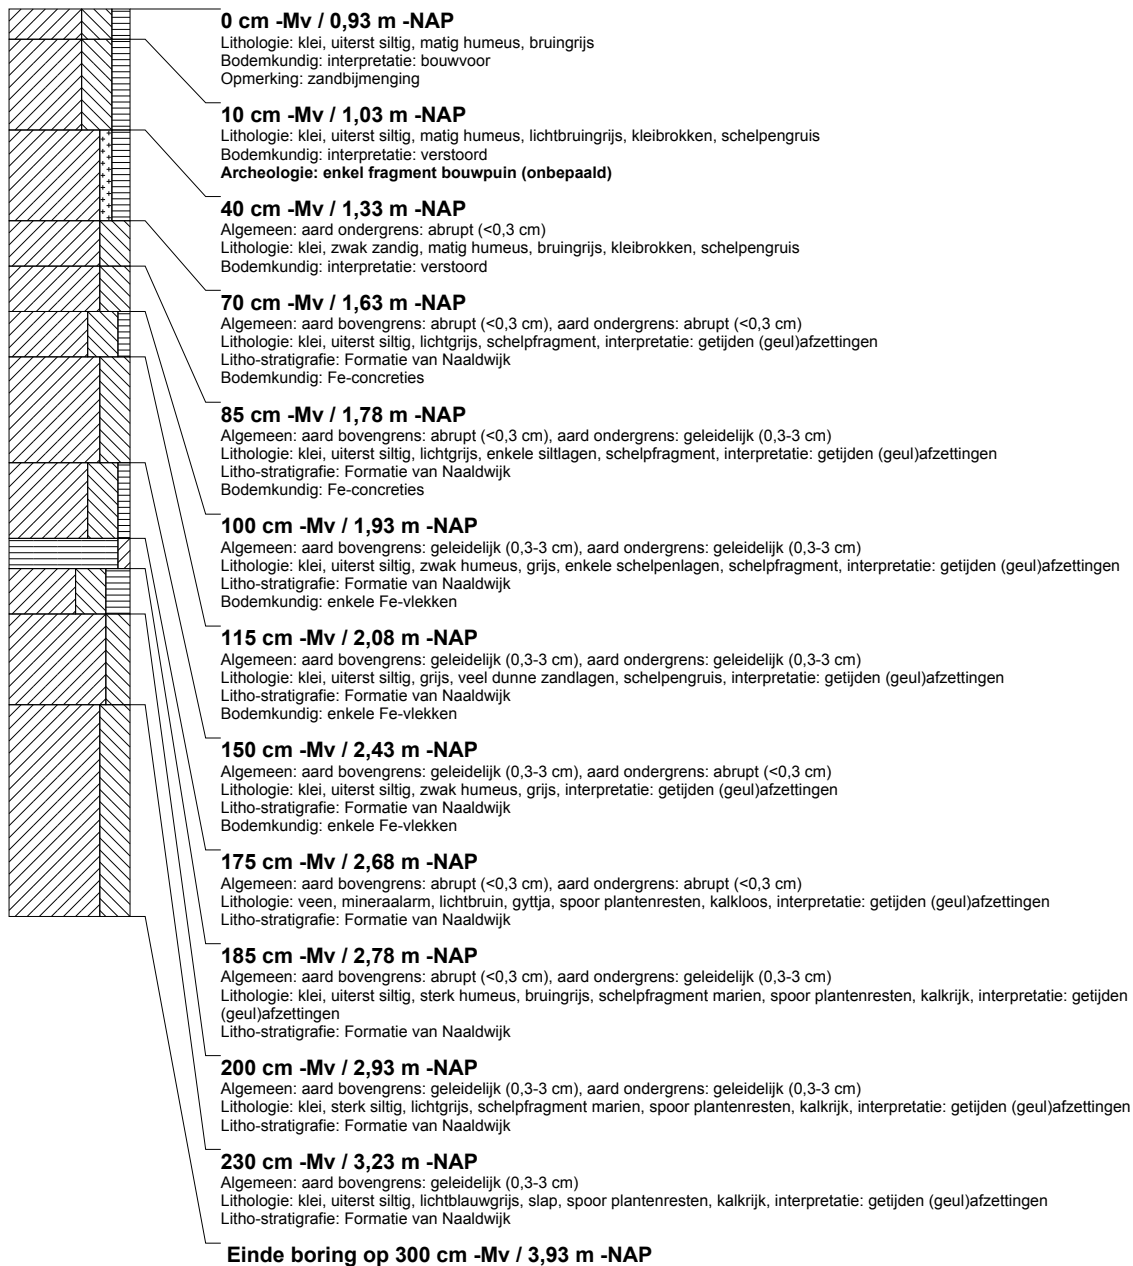 0 cm -Mv / 0,93 m -NAP
Lithologie: klei, uiterst siltig, matig humeus, bruingrijs
Bodemkundig: interpretatie: bouwvoor
Opmerking: zandbijmenging
10 cm -Mv / 1,03 m -NAP
Lithologie: klei, uiterst siltig, matig humeus, lichtbruingrijs, kleibrokken, schelpengruis
Bodemkundig: interpretatie: verstoord
Archeologie: enkel fragment bouwpuin (onbepaald)
40 cm -Mv / 1,33 m -NAP
Algemeen: aard ondergrens: abrupt (<0,3 cm)
Lithologie: klei, zwak zandig, matig humeus, bruingrijs, kleibrokken, schelpengruis
Bodemkundig: interpretatie: verstoord
70 cm -Mv / 1,63 m -NAP
Algemeen: aard bovengrens: abrupt (<0,3 cm), aard ondergrens: abrupt (<0,3 cm)
Lithologie: klei, uiterst siltig, lichtgrijs, schelpfragment, interpretatie: getijden (geul)afzettingen
Litho-stratigrafie: Formatie van Naaldwijk
Bodemkundig: Fe-concreties
85 cm -Mv / 1,78 m -NAP
Algemeen: aard bovengrens: abrupt (<0,3 cm), aard ondergrens: geleidelijk (0,3-3 cm)
Lithologie: klei, uiterst siltig, lichtgrijs, enkele siltlagen, schelpfragment, interpretatie: getijden (geul)afzettingen
Litho-stratigrafie: Formatie van Naaldwijk
Bodemkundig: Fe-concreties
100 cm -Mv / 1,93 m -NAP
Algemeen: aard bovengrens: geleidelijk (0,3-3 cm), aard ondergrens: geleidelijk (0,3-3 cm)
Lithologie: klei, uiterst siltig, zwak humeus, grijs, enkele schelpenlagen, schelpfragment, interpretatie: getijden (geul)afzettingen
Litho-stratigrafie: Formatie van Naaldwijk
Bodemkundig: enkele Fe-vlekken
115 cm -Mv / 2,08 m -NAP
Algemeen: aard bovengrens: geleidelijk (0,3-3 cm), aard ondergrens: geleidelijk (0,3-3 cm)
Lithologie: klei, uiterst siltig, grijs, veel dunne zandlagen, schelpengruis, interpretatie: getijden (geul)afzettingen
Litho-stratigrafie: Formatie van Naaldwijk
Bodemkundig: enkele Fe-vlekken
150 cm -Mv / 2,43 m -NAP
Algemeen: aard bovengrens: geleidelijk (0,3-3 cm), aard ondergrens: abrupt (<0,3 cm)
Lithologie: klei, uiterst siltig, zwak humeus, grijs, interpretatie: getijden (geul)afzettingen
Litho-stratigrafie: Formatie van Naaldwijk
Bodemkundig: enkele Fe-vlekken
175 cm -Mv / 2,68 m -NAP
Algemeen: aard bovengrens: abrupt (<0,3 cm), aard ondergrens: abrupt (<0,3 cm)
Lithologie: veen, mineraalarm, lichtbruin, gyttja, spoor plantenresten, kalkloos, interpretatie: getijden (geul)afzettingen
Litho-stratigrafie: Formatie van Naaldwijk
185 cm -Mv / 2,78 m -NAP
Algemeen: aard bovengrens: abrupt (<0,3 cm), aard ondergrens: geleidelijk (0,3-3 cm)
Lithologie: klei, uiterst siltig, sterk humeus, bruingrijs, schelpfragment marien, spoor plantenresten, kalkrijk, interpretatie: getijden
(geul)afzettingen
Litho-stratigrafie: Formatie van Naaldwijk
200 cm -Mv / 2,93 m -NAP
Algemeen: aard bovengrens: geleidelijk (0,3-3 cm), aard ondergrens: geleidelijk (0,3-3 cm)
Lithologie: klei, sterk siltig, lichtgrijs, schelpfragment marien, spoor plantenresten, kalkrijk, interpretatie: getijden (geul)afzettingen
Litho-stratigrafie: Formatie van Naaldwijk
230 cm -Mv / 3,23 m -NAP
Algemeen: aard bovengrens: geleidelijk (0,3-3 cm)
Lithologie: klei, uiterst siltig, lichtblauwgrijs, slap, spoor plantenresten, kalkrijk, interpretatie: getijden (geul)afzettingen
Litho-stratigrafie: Formatie van Naaldwijk
Einde boring op 300 cm -Mv / 3,93 m -NAP